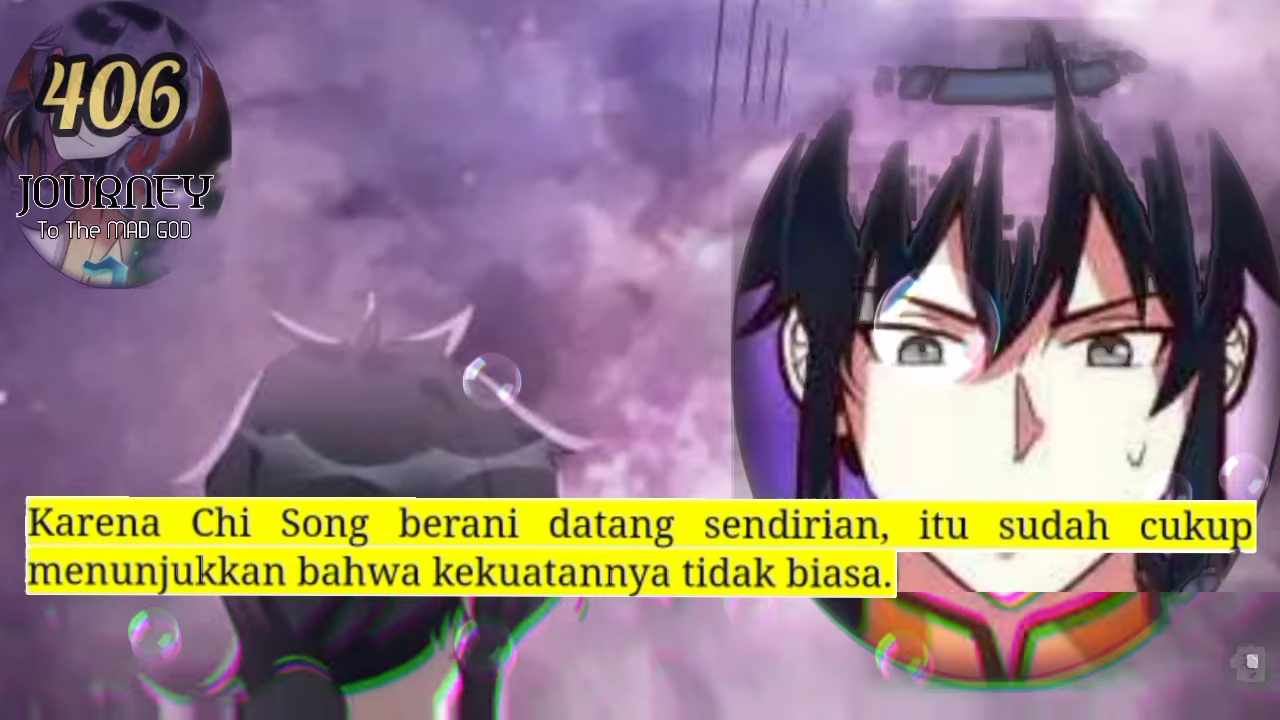 406
JOURNEY
To The MAD GOD
Karena Chi Song berani datang sendirian, itu sudah cukup
menunjukkan bahwa kekuatannya tidak biasa.